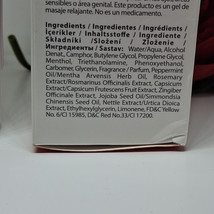 sensibles o área genital. Este producto es un gel de
masaje relajante. No es un medicamento.
Ingredients / Ingredientes / Ingrédients
/ Içerikler / Inhaltsstoffe / Ingrediente /
Składniki /Složení / Zloženie /
Ингредиенты / Sastav: Water/Aqua, Alcohol
Denat., Camphor, Butylene Glycol, Propylene Glycol,
Menthol, Triethanolamine, Phenoxyethanol,
Carbomer, Glycerin, Fragrance / Parfum, Peppermint
Oil/Mentha Arvensis Herb Oil, Rosemary
Extract/Rosmarinus Officinalis Extract, Capsicum
Extract/Capsicum Frutescens Fruit Extract, Zingiber
Officinale Extract, Jojoba Seed Oil/Simmondsia
Chinensis Seed Oil, Nettle Extract/Urtica Dioica
Extract, Ethylhexylglycerin, Limonene, FD&C Yellow
6/CI 15985, D&C Red No.33/CI 17200.